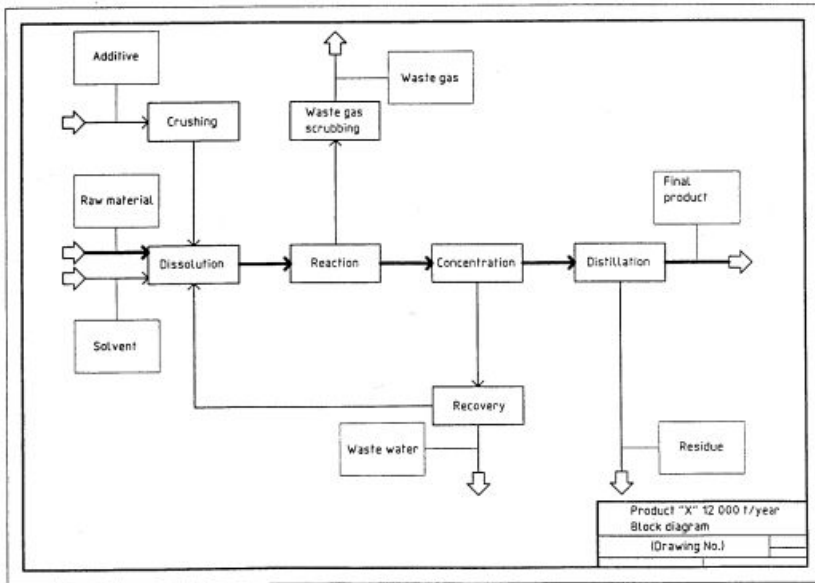 Additive
Waste gas
Crushing
Waste gas
scrubbing
Raw material
Final
product
Dissolution
Reaction
Concentration
Distillation
Solvent
Recovery
Waste water
Residue
Product "X" 12 000 t/year
Block diagram
(Drawing No.)